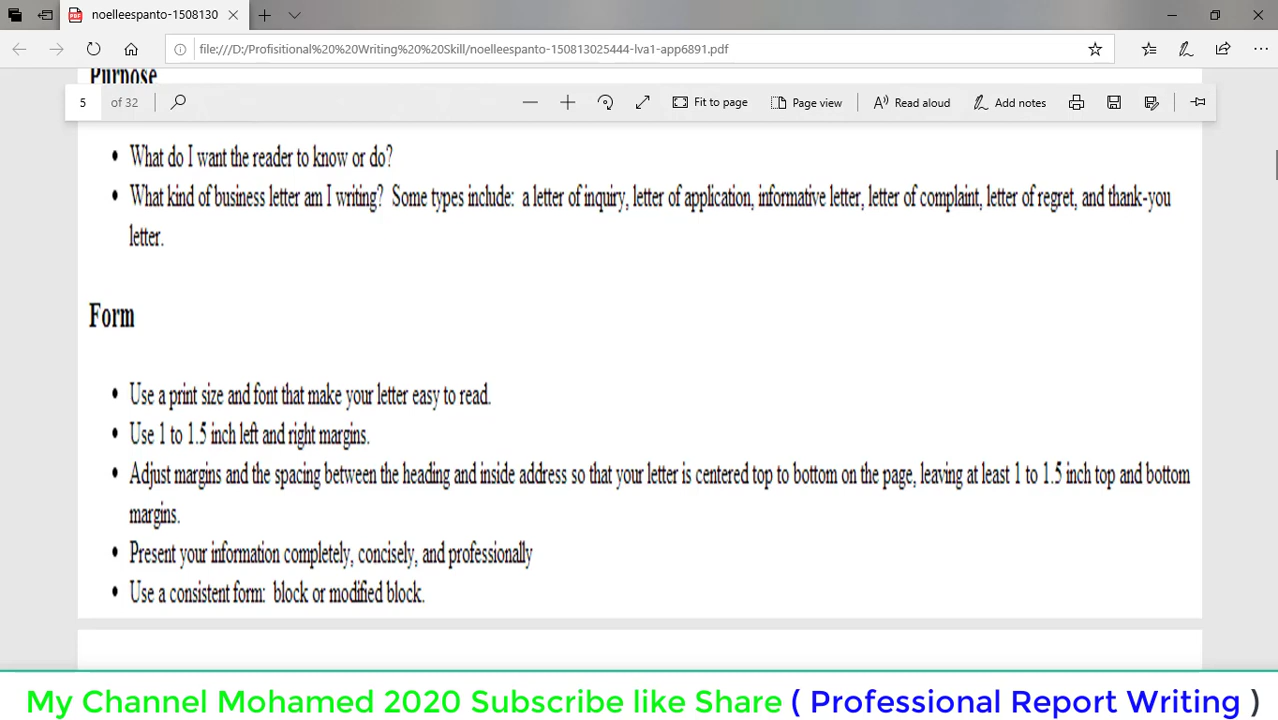 noelleespanto-1508130
file:///D:/Profisitional%20%20Writing%20%20Skill/noelleespanto-150813025444-lva1-app6891.pdf
Purpose
5 of 32 Fit to page Page view Read aloud Add notes
• What do I want the reader to know or do?
• What kind of business letter am I writing? Some types include: a letter of inquiry, letter of application, informative letter, letter of complaint, letter of regret, and thank-you
letter.
Form
• Use a print size and font that make your letter easy to read.
• Use 1 to 1.5 inch left and right margins.
• Adjust margins and the spacing between the heading and inside address so that your letter is centered top to bottom on the page, leaving at least 1 to 1.5 inch top and bottom
margins.
• Present your information completely, concisely, and professionally
• Use a consistent form: block or modified block.
My Channel Mohamed 2020 Subscribe like Share ( Professional Report Writing )